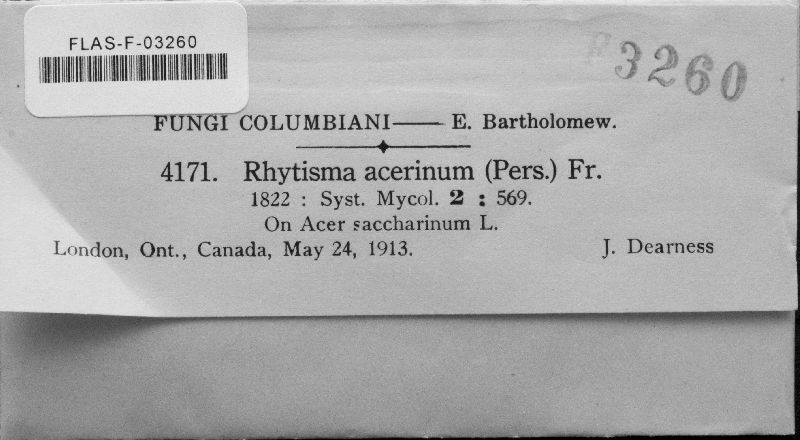 FLAS-F-03260
F3260
FUNGI COLUMBIANI—— E. Bartholomew.
4171. Rhytisma acerinum (Pers.) Fr.
1822 : Syst. Mycol. 2 : 569.
On Acer saccharinum L.
London, Ont., Canada, May 24, 1913. J. Dearness